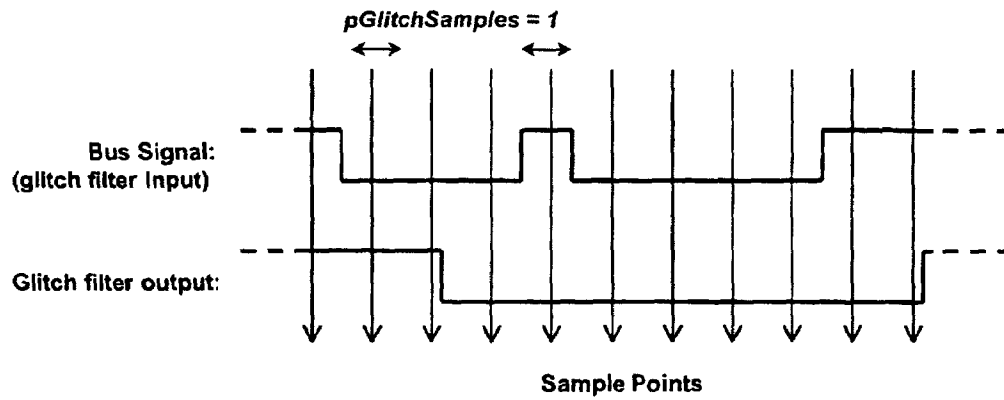 pGlitchSamples = 1
Bus Signal:
(glitch filter Input)
Glitch filter output:
Sample Points